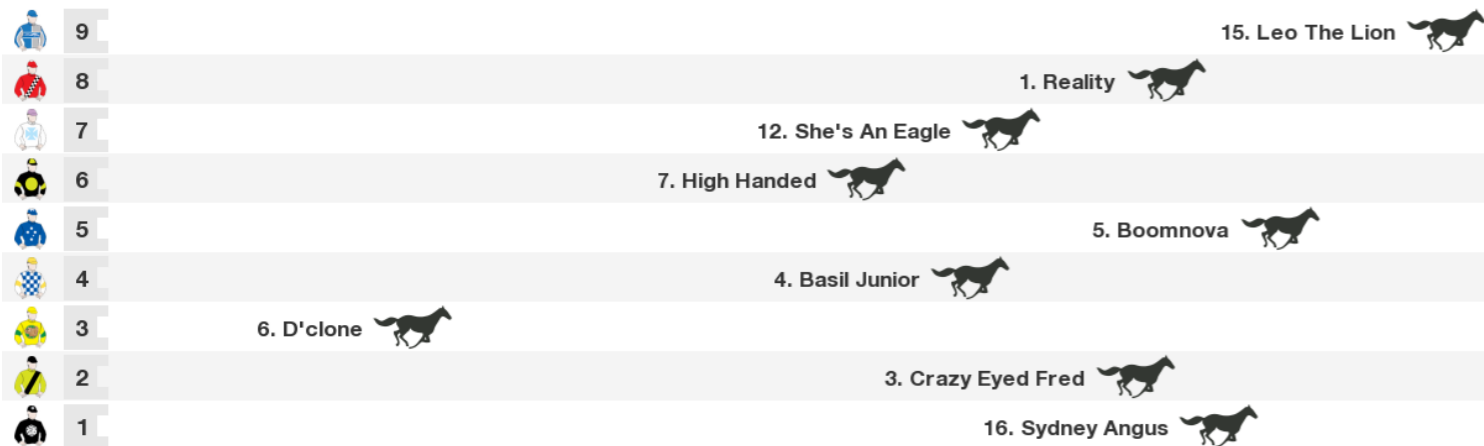 9 15. Leo The Lion
8 1. Reality
7 12. She's An Eagle
6 7. High Handed
5 5. Boomnova
4 4. Basil Junior
3 6. D'clone
2 3. Crazy Eyed Fred
1 16. Sydney Angus